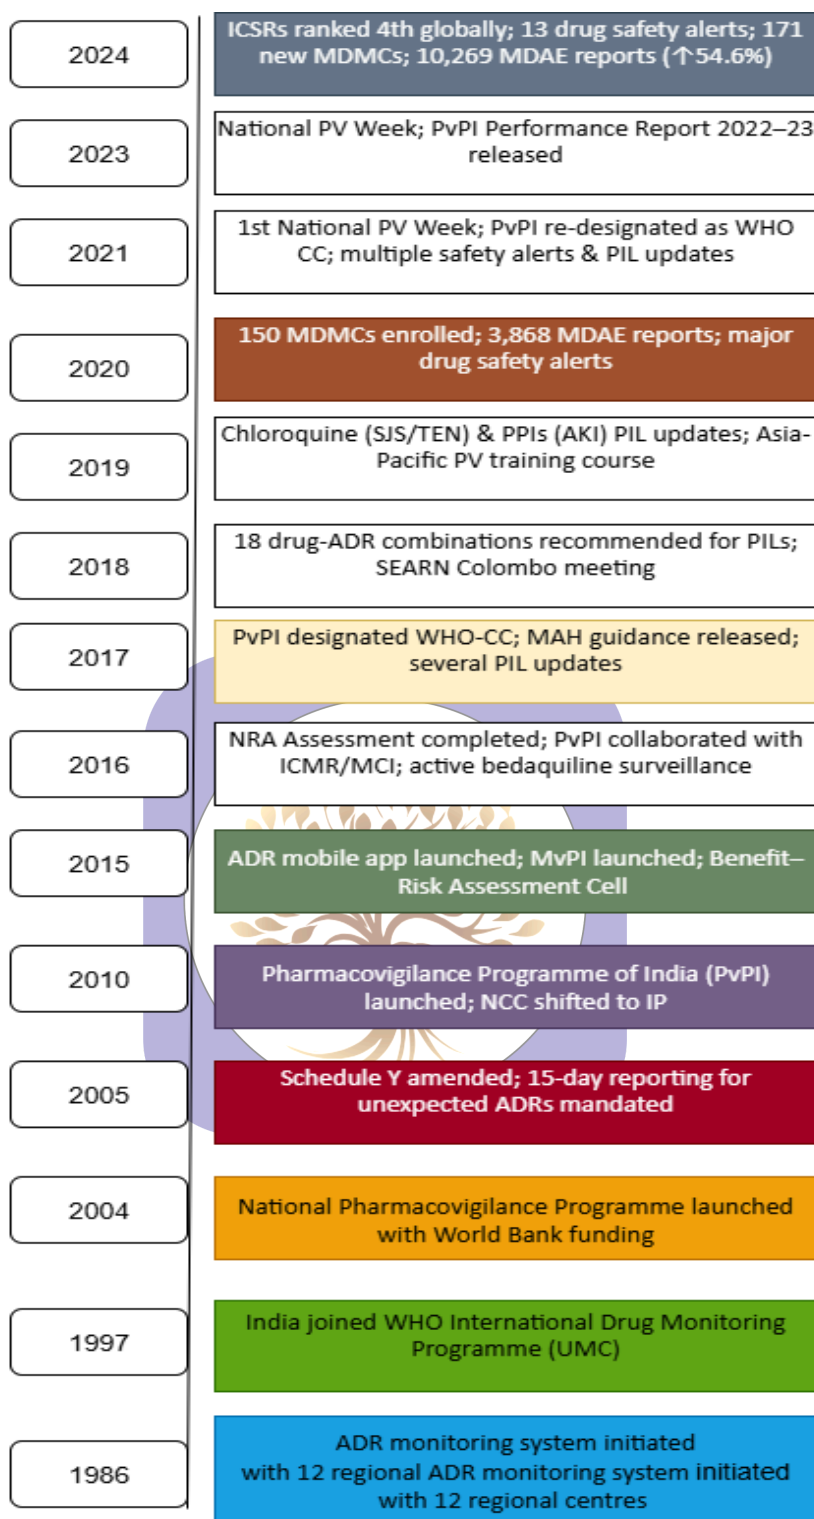 2024
ICSRs ranked 4th globally; 13 drug safety alerts; 171
new MDMCs; 10,269 MDAE reports (↑54.6%)
2023
National PV Week; PvPI Performance Report 2022–23
released
2021
1st National PV Week; PvPI re-designated as WHO
CC; multiple safety alerts & PIL updates
2020
150 MDMCs enrolled; 3,868 MDAE reports; major
drug safety alerts
2019
Chloroquine (SJS/TEN) & PPIs (AKI) PIL updates; Asia-
Pacific PV training course
2018
18 drug-ADR combinations recommended for PILs;
SEARN Colombo meeting
2017
PvPI designated WHO-CC; MAH guidance released;
several PIL updates
2016
NRA Assessment completed; PvPI collaborated with
ICMR/MCI; active bedaquiline surveillance
2015
ADR mobile app launched; MvPI launched; Benefit–
Risk Assessment Cell
2010
Pharmacovigilance Programme of India (PvPI)
launched; NCC shifted to IP
2005
Schedule Y amended; 15-day reporting for
unexpected ADRs mandated
2004
National Pharmacovigilance Programme launched
with World Bank funding
1997
India joined WHO International Drug Monitoring
Programme (UMC)
1986
ADR monitoring system initiated
with 12 regional ADR monitoring system initiated
with 12 regional centres